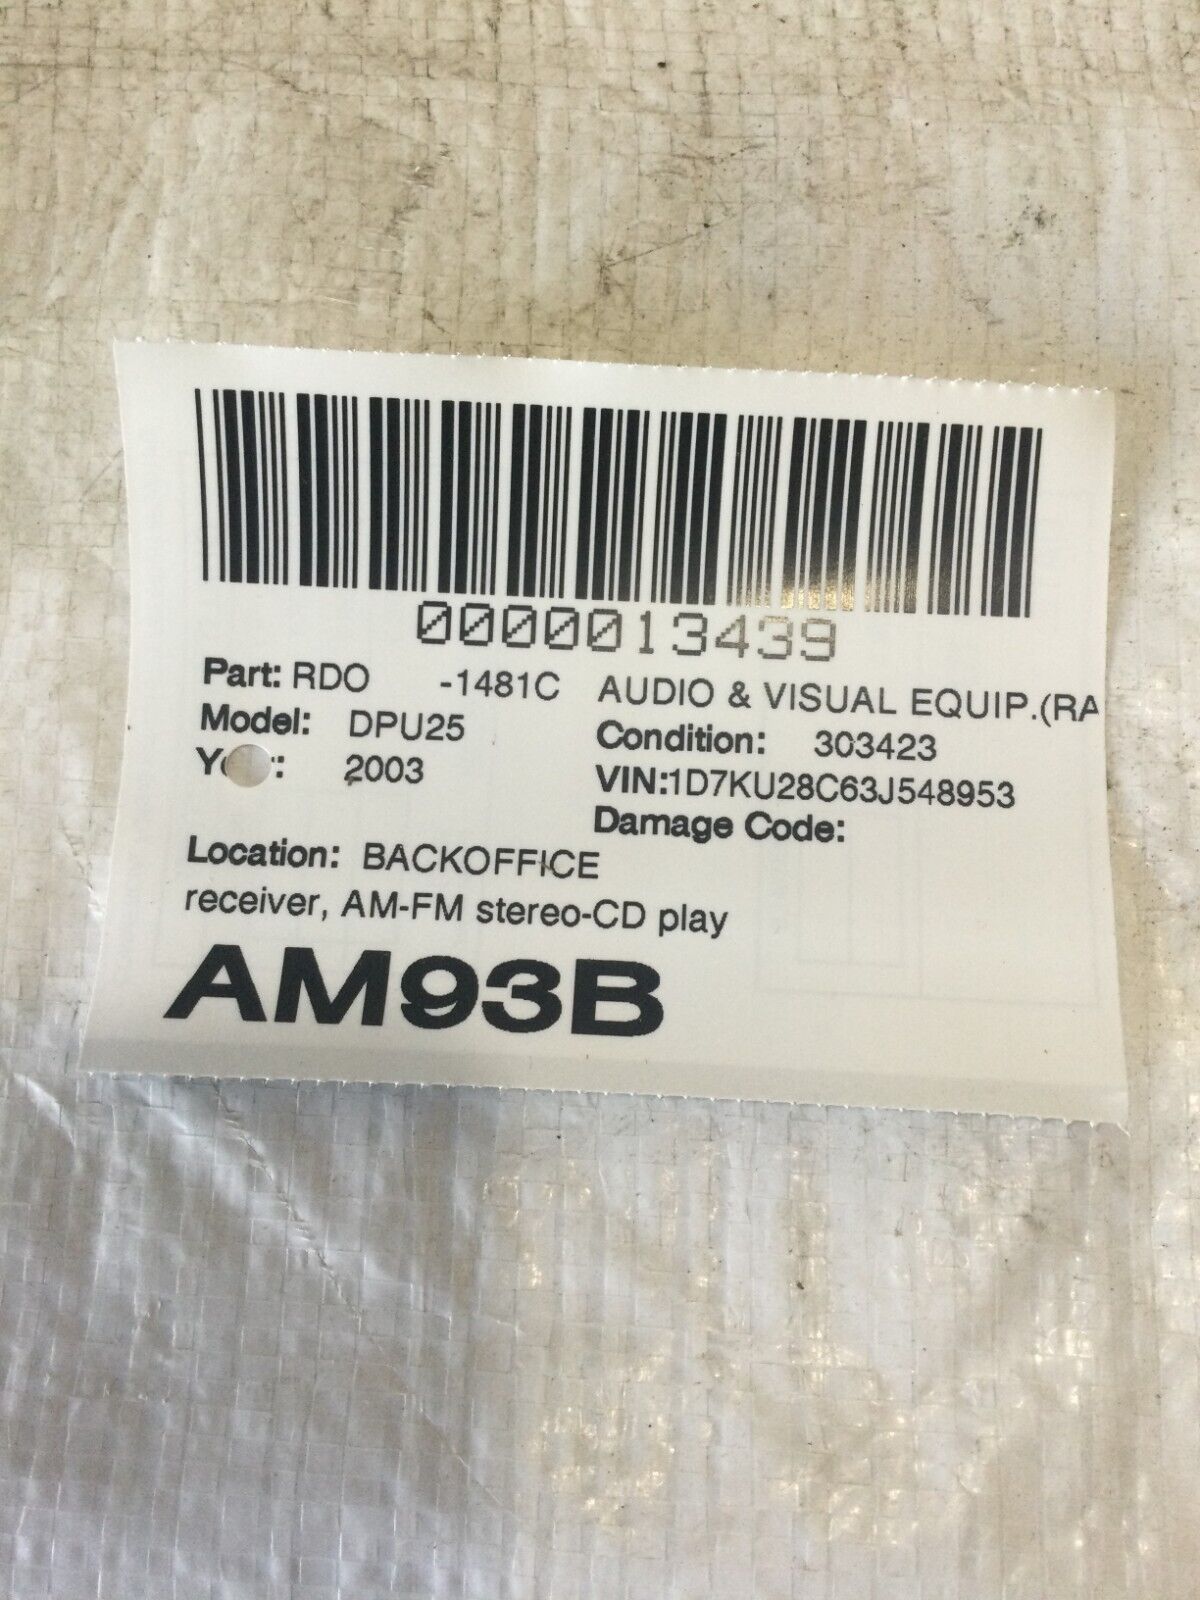 0000013439
Part: RDO -1481C AUDIO & VISUAL EQUIP.(RA
Model: DPU25 Condition: 303423
2003 VIN:1D7KU28C63J548953
Damage Code:
Location: BACKOFFICE
receiver, AM-FM stereo-CD play
AM93B